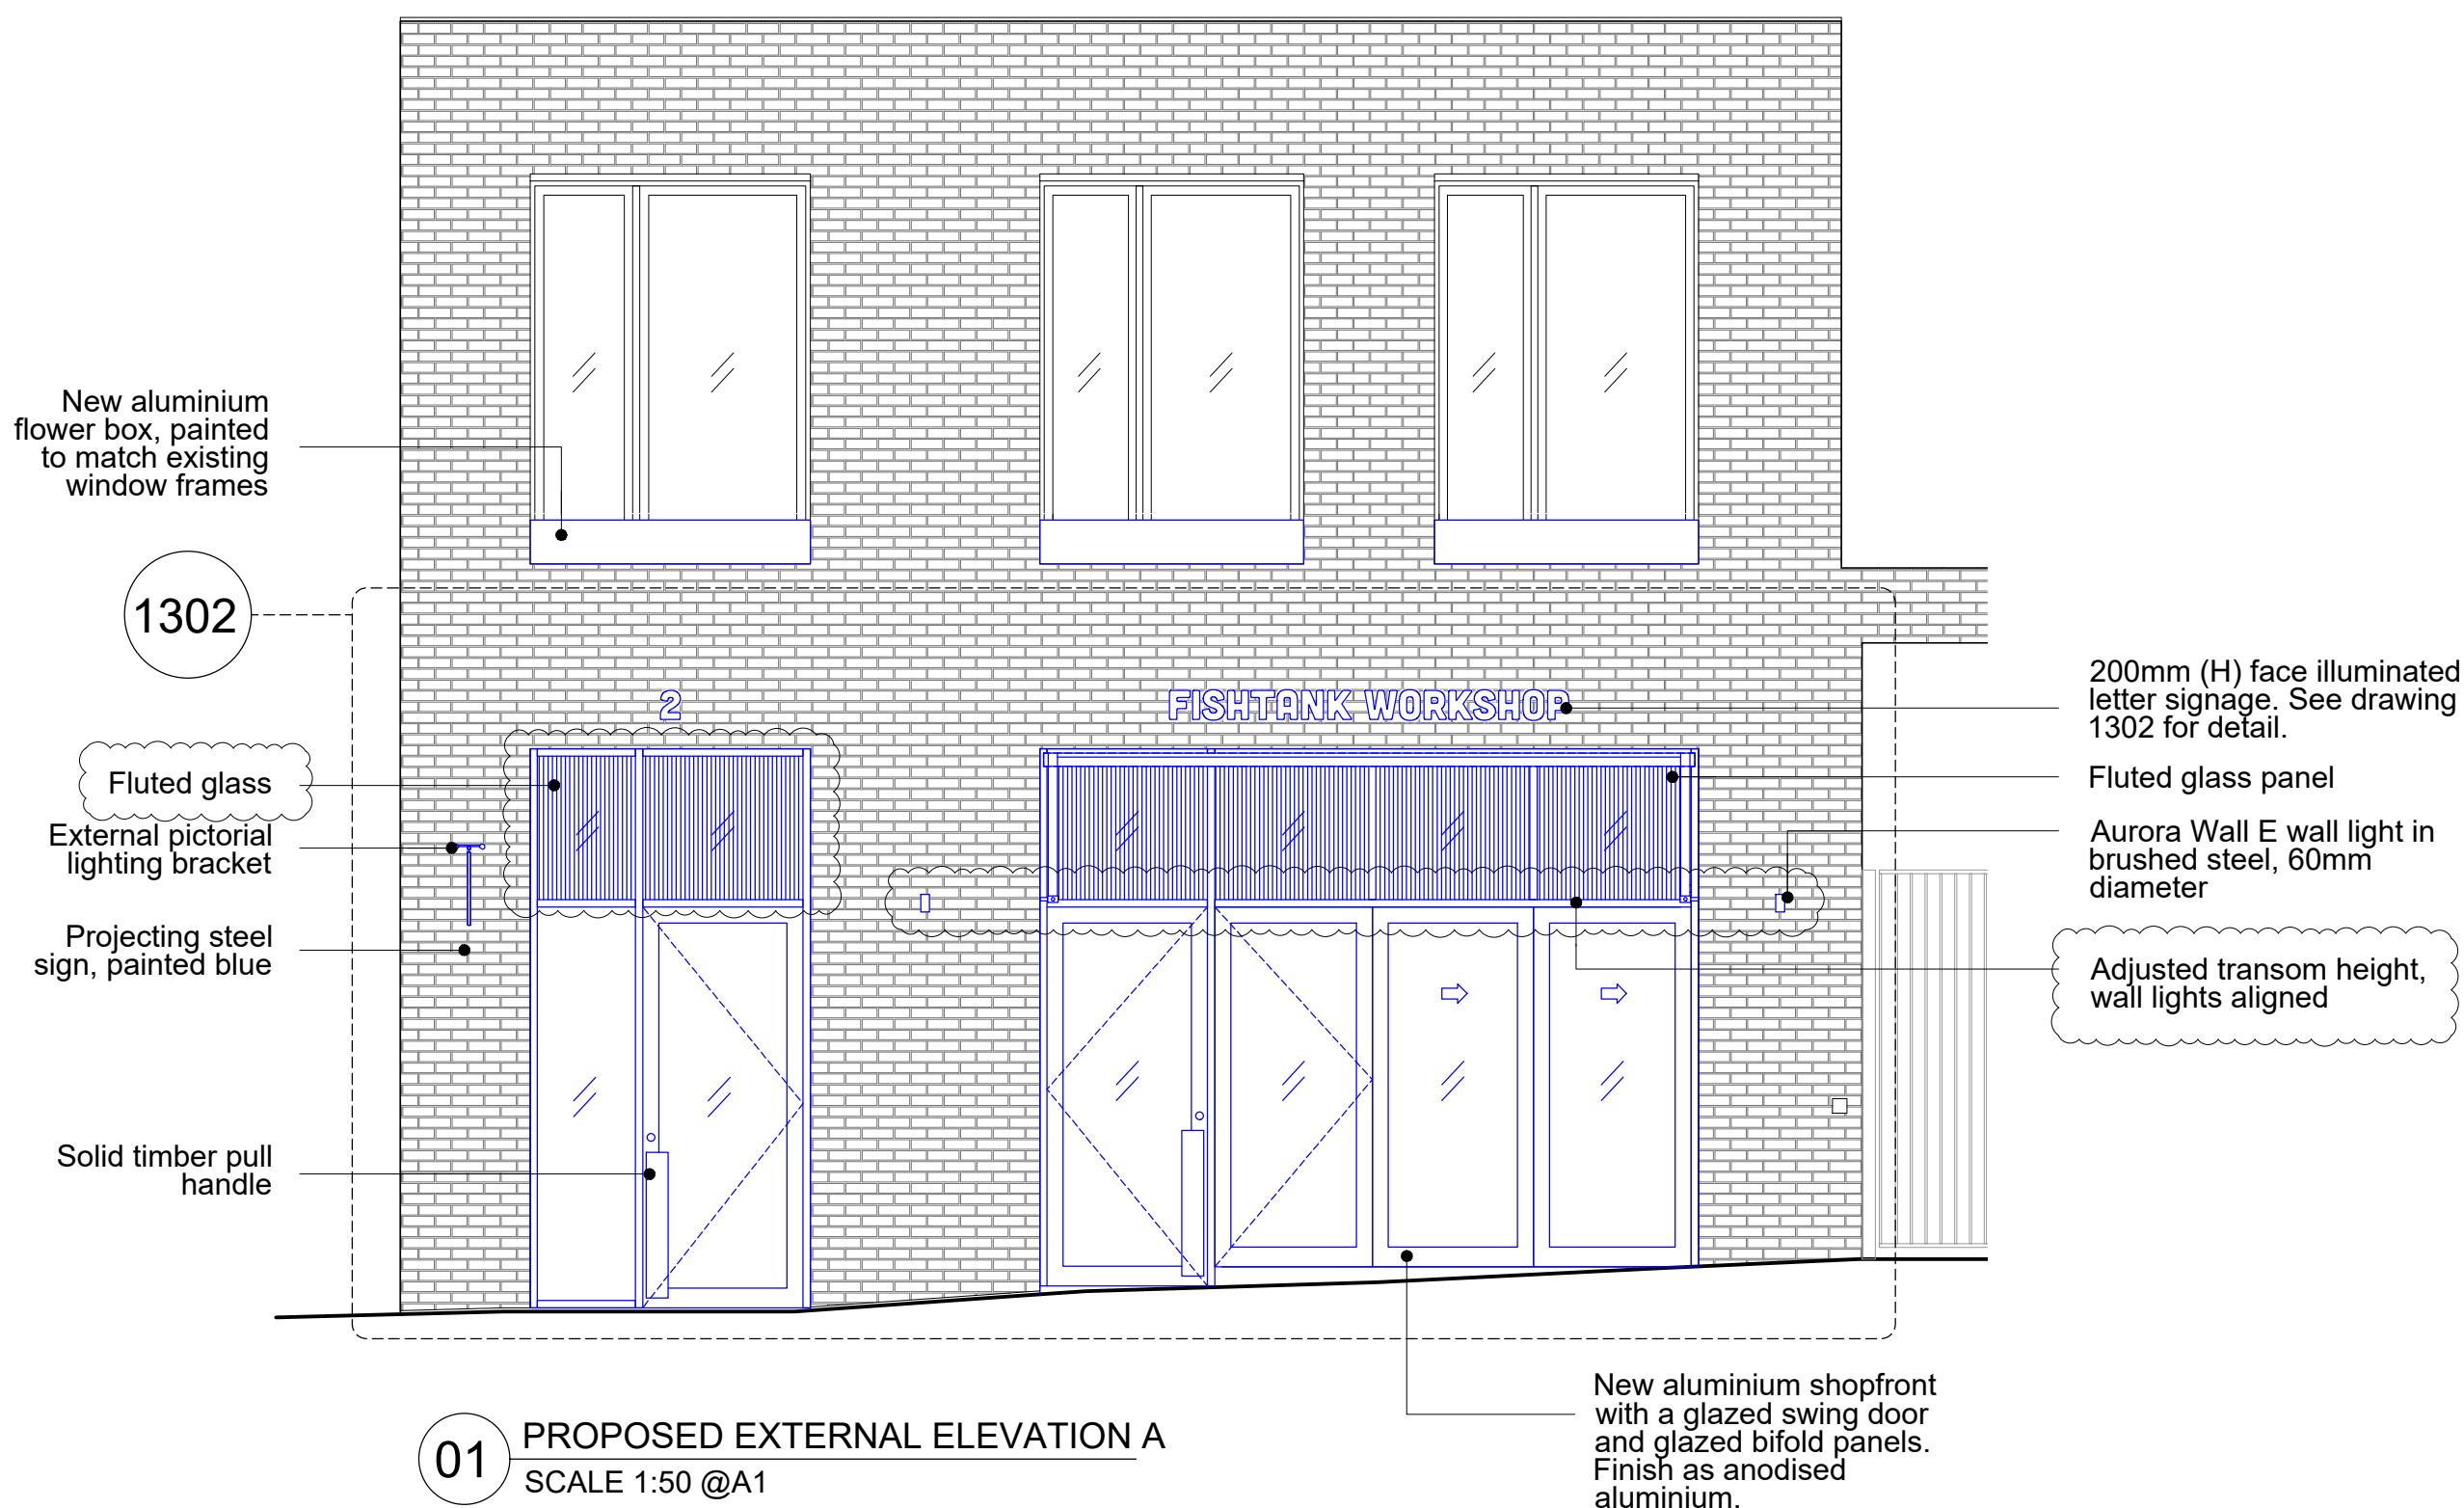 New aluminium
flower box, painted
to match existing
window frames
1302
200mm (H) face illuminated
letter signage. See drawing
1302 for detail.
2
FISHTANK WORKSHOP
Fluted glass
Fluted glass panel
External pictorial
lighting bracket
Aurora Wall E wall light in
brushed steel, 60mm
diameter
Projecting steel
sign, painted blue
Adjusted transom height,
wall lights aligned
Solid timber pull
handle
New aluminium shopfront
with a glazed swing door
and glazed bifold panels.
Finish as anodised
aluminium.
01
PROPOSED EXTERNAL ELEVATION A
SCALE 1:50 @A1